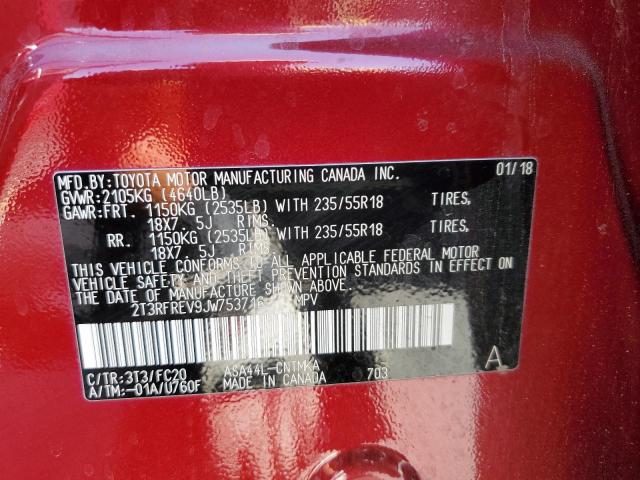 MFD.BY:TOYOTA MOTOR MANUFACTURING CANADA INC. 01/18
GVWR:2105KG (4640LB)
GAWR:FRT. 1150KG (2535LB) WITH 235/55R18 TIRES,
18X7.5J RIMS.
RR. 1150KG (2535LB) WITH 235/55R18 TIRES,
18X7.5J RIMS.
THIS VEHICLE CONFORMS TO ALL APPLICABLE FEDERAL MOTOR
VEHICLE SAFETY AND THEFT PREVENTION STANDARDS IN EFFECT ON
THE DATE OF MANUFACTURE SHOWN ABOVE.
MPV
C/TR:3T3/FC20 ASA44L-CNTMKA 703 A
A/TM:-01A/U760F MADE IN CANADA